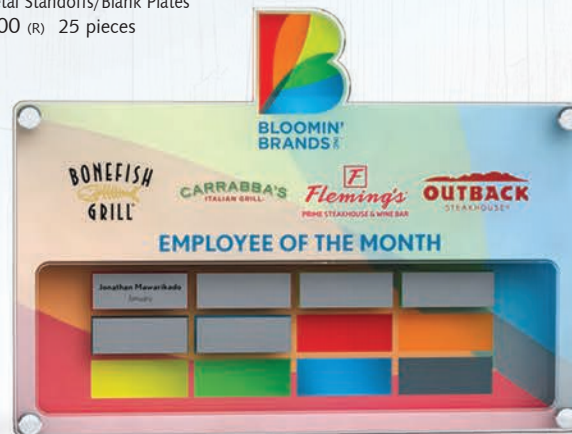 Metal Standoffs/Blank Plates
00 (R) 25 pieces
BLOOMIN'
BRANDS
BONEFISH
GRILL
CARRABBA'S
ITALIAN GRILL
Fleming's
PRIME STEAKHOUSE & WINE BAR
OUTBACK
STEAKHOUSE
EMPLOYEE OF THE MONTH
Jonathan Mawarikado
January